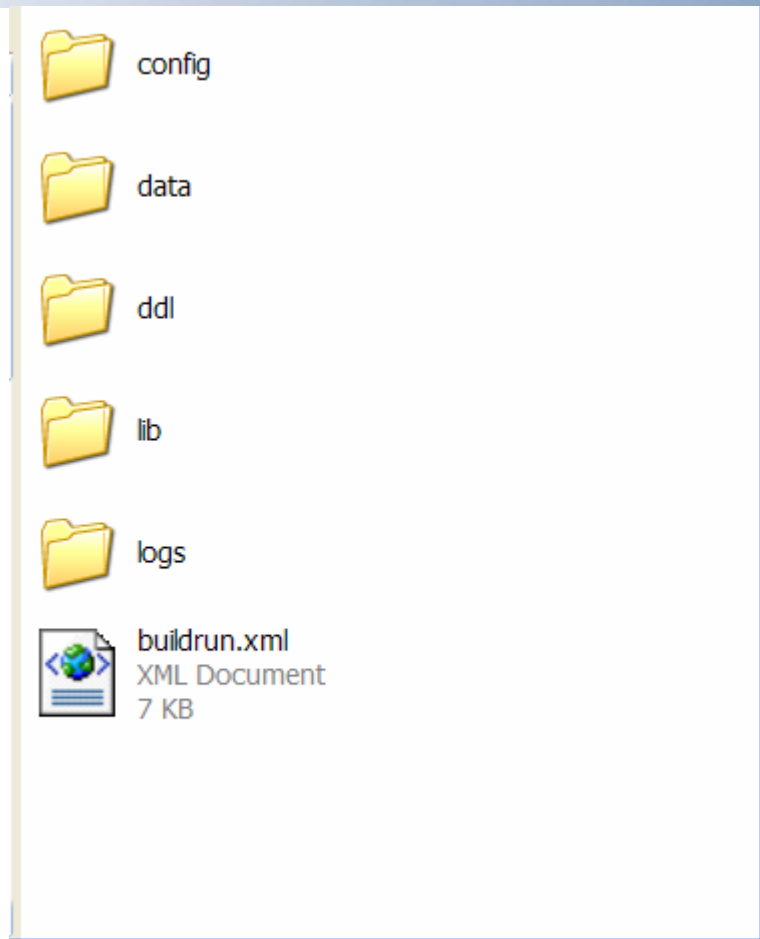 config
data
ddl
lib
logs
buildrun.xml
XML Document
7 KB